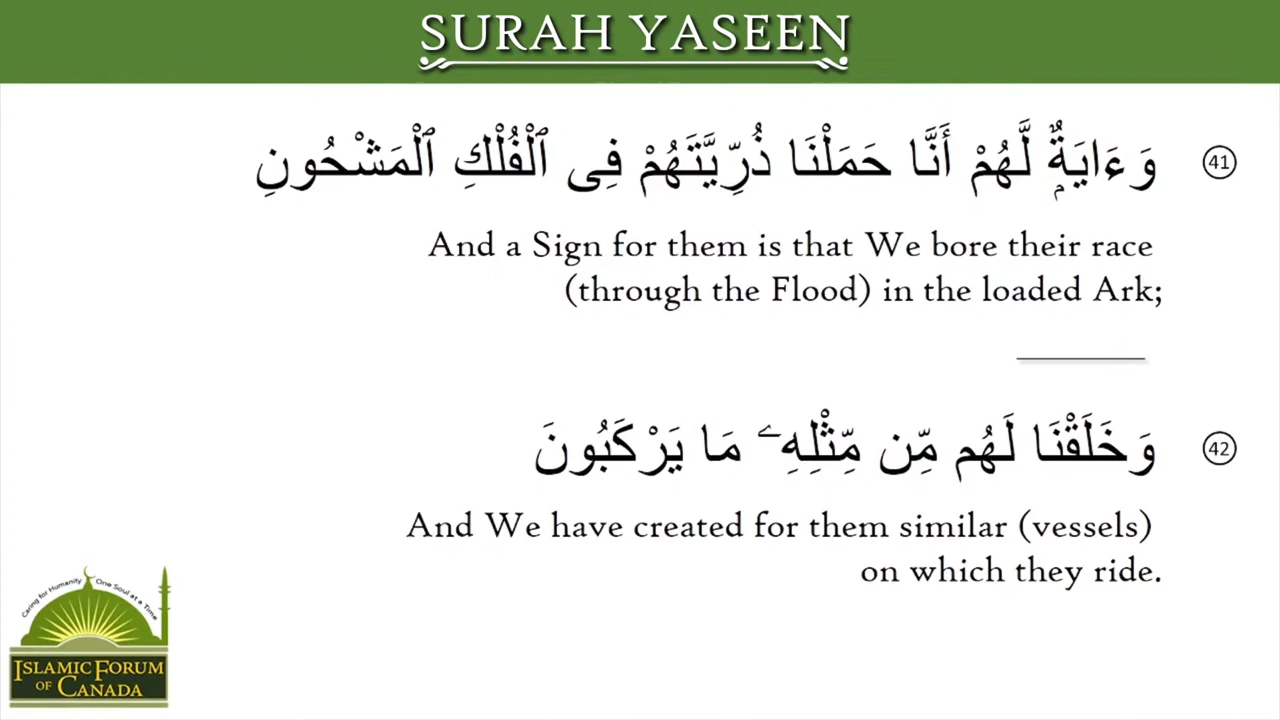 SURAH YASEEN
وَءَايَةٌۭ لَّهُمْ أَنَّا حَمَلْنَا ذُرِّيَّتَهُمْ فِى ٱلْفُلْكِ ٱلْمَشْحُونِ
41
And a Sign for them is that We bore their race
(through the Flood) in the loaded Ark;
وَخَلَقْنَا لَهُم مِّن مِّثْلِهِۦ مَا يَرْكَبُونَ
42
And We have created for them similar (vessels)
on which they ride.
Caring for Humanity One Soul at a Time
ISLAMIC FORUM
OF CANADA